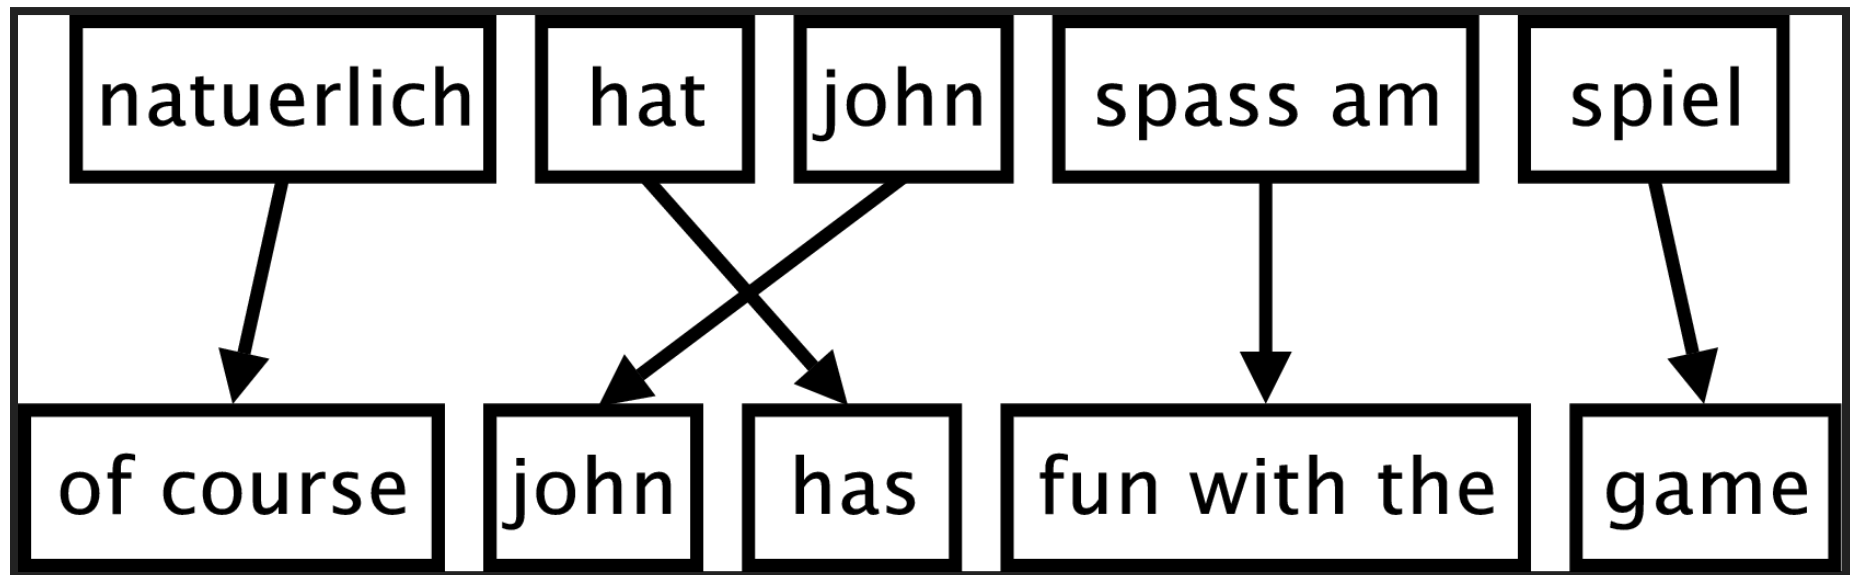 natuerlich hat john spass am spiel
of course john has fun with the game